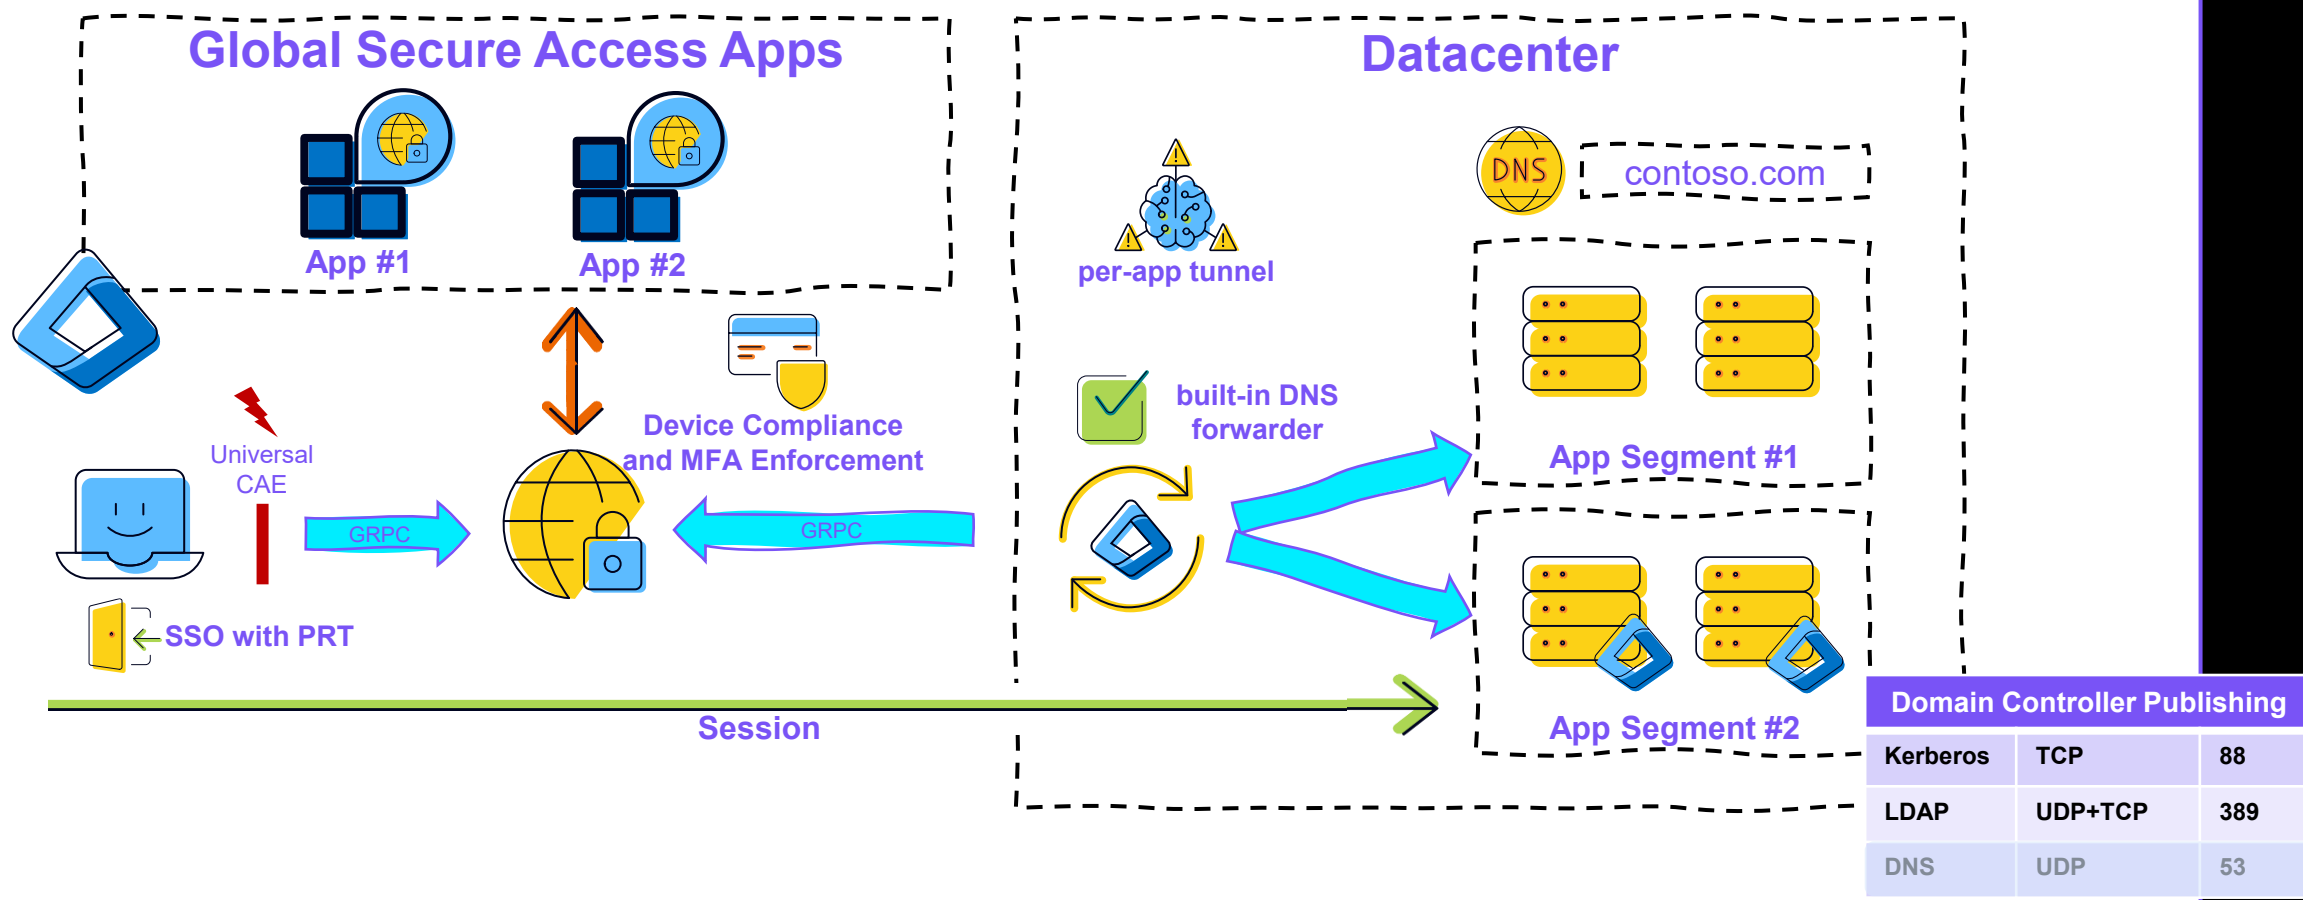 Global Secure Access Apps
App #1
App #2
Datacenter
DNS
contoso.com
per-app tunnel
Device Compliance
and MFA Enforcement
Universal
CAE
GRPC
GRPC
built-in DNS
forwarder
App Segment #1
App Segment #2
SSO with PRT
Session
Domain Controller Publishing
Kerberos TCP 88
LDAP UDP+TCP 389
DNS UDP 53